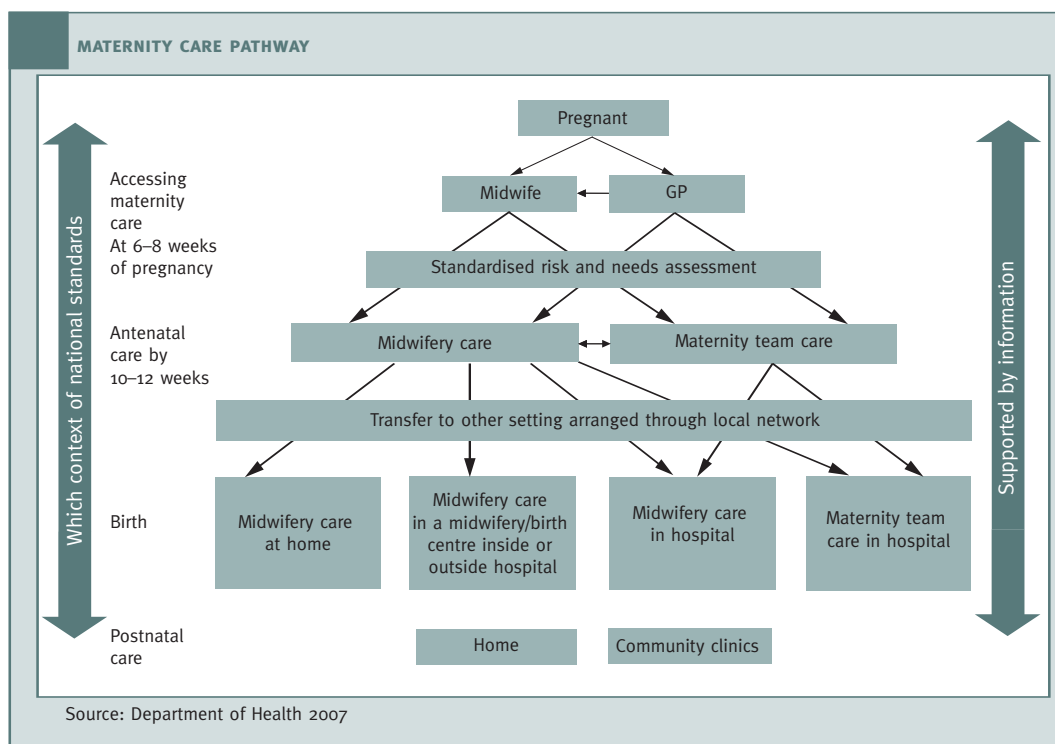 MATERNITY CARE PATHWAY
Pregnant
Accessing
maternity
care
At 6–8 weeks
of pregnancy
Midwife
GP
Standardised risk and needs assessment
Antenatal
care by
10–12 weeks
Midwifery care
Maternity team care
Transfer to other setting arranged through local network
Birth
Midwifery care
at home
Midwifery care
in a midwifery/birth
centre inside or
outside hospital
Midwifery care
in hospital
Maternity team
care in hospital
Postnatal
care
Home
Community clinics
Which context of national standards
Supported by information
Source: Department of Health 2007